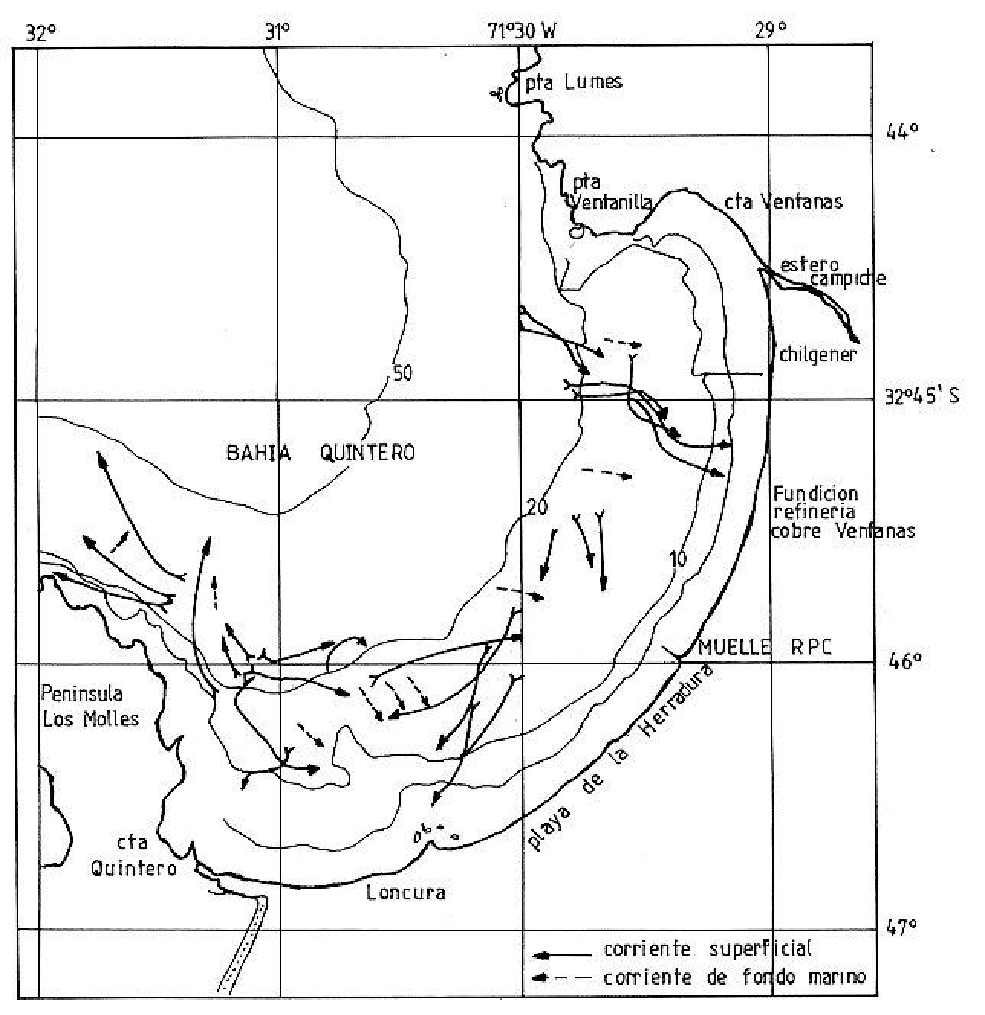 32° 31° 71°30 W 29°
pta Lumes
44°
pta
Ventanilla
cta Ventanas
estero
campiche
chilgener
50
32°45' S
BAHIA QUINTERO
20
Fundicion
refineria
cobre Ventanas
10
MUELLE RPC
46°
Peninsula
Los Molles
playa de la Herradura
cta
Quintero
Loncura
47°
corriente superficial
corriente de fondo marino